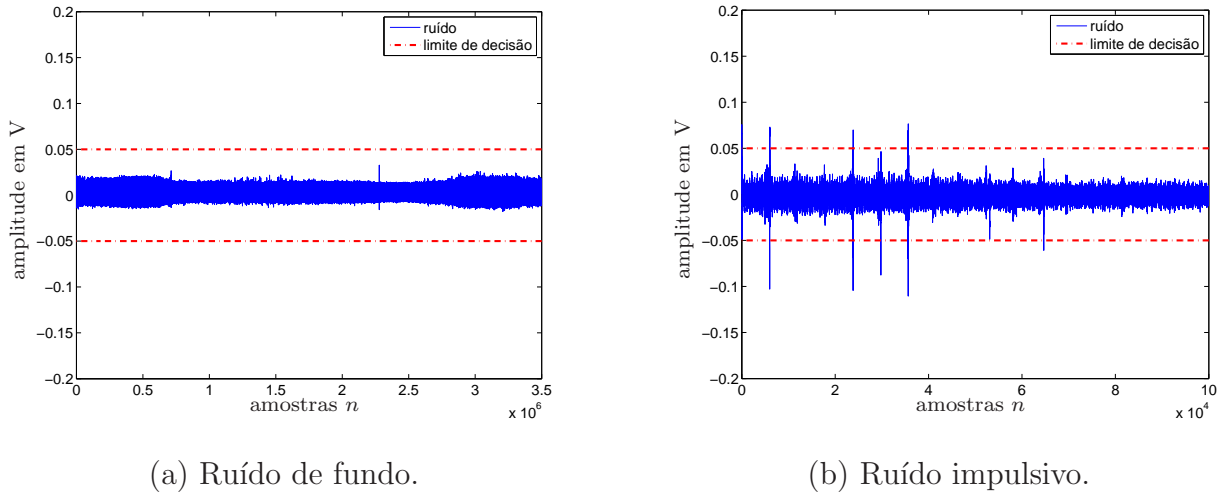 0.2
0.15
0.1
0.05
0
−0.05
−0.1
−0.15
−0.2
amplitude em V
ruído
limite de decisão
0 0.5 1 1.5 2 2.5 3 3.5
x 10^6
amostras n
(a) Ruído de fundo.
0.2
0.15
0.1
0.05
0
−0.05
−0.1
−0.15
−0.2
amplitude em V
ruído
limite de decisão
0 2 4 6 8 10
x 10^4
amostras n
(b) Ruído impulsivo.